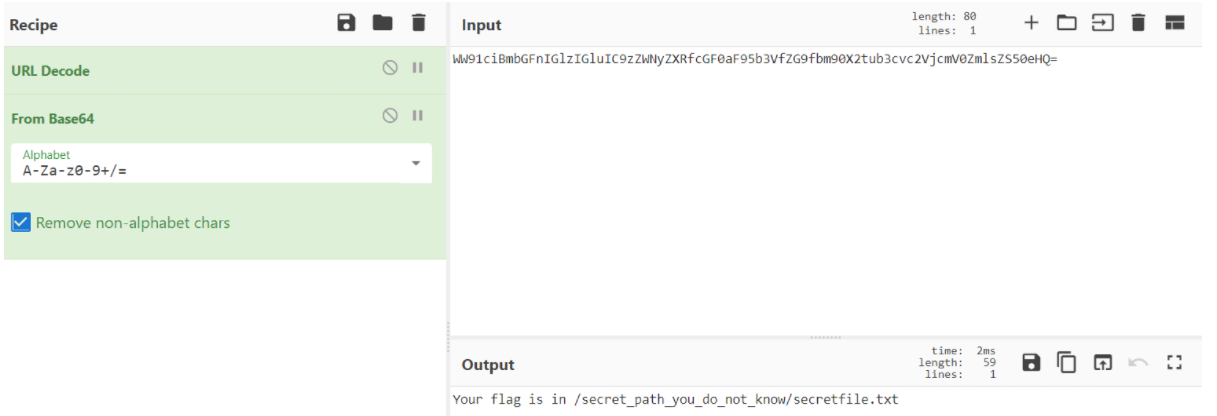 Recipe
URL Decode
From Base64
Alphabet
A-Za-z0-9+/=
Remove non-alphabet chars
Input
length: 80
lines: 1
WW91ciBmbGFnIGlzIGluIC9zZWNyZXRfcGF0aF95b3VfZG9fbm90X2tub3cvc2VjcmV0ZmlsZS50eHQ=
Output
time: 2ms
length: 59
lines: 1
Your flag is in /secret_path_you_do_not_know/secretfile.txt